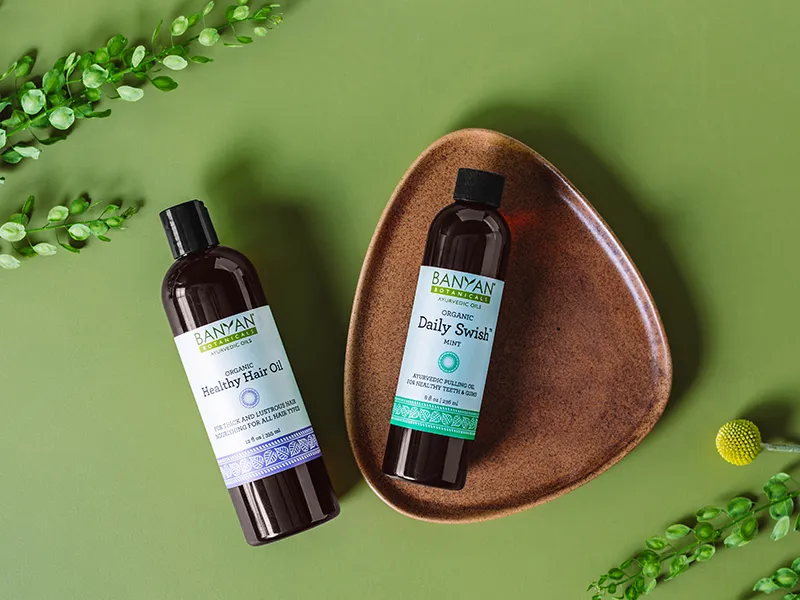 BANYAN
BOTANICALS
AYURVEDIC OILS
ORGANIC
Healthy Hair Oil
FOR THICK AND LUSTROUS HAIR
NOURISHING FOR ALL HAIR TYPES
12 fl oz | 355 ml
BANYAN™
BOTANICALS
AYURVEDIC OILS
ORGANIC
Daily Swish™
MINT
AYURVEDIC PULLING OIL
FOR HEALTHY TEETH & GUMS
8 fl oz | 236 ml